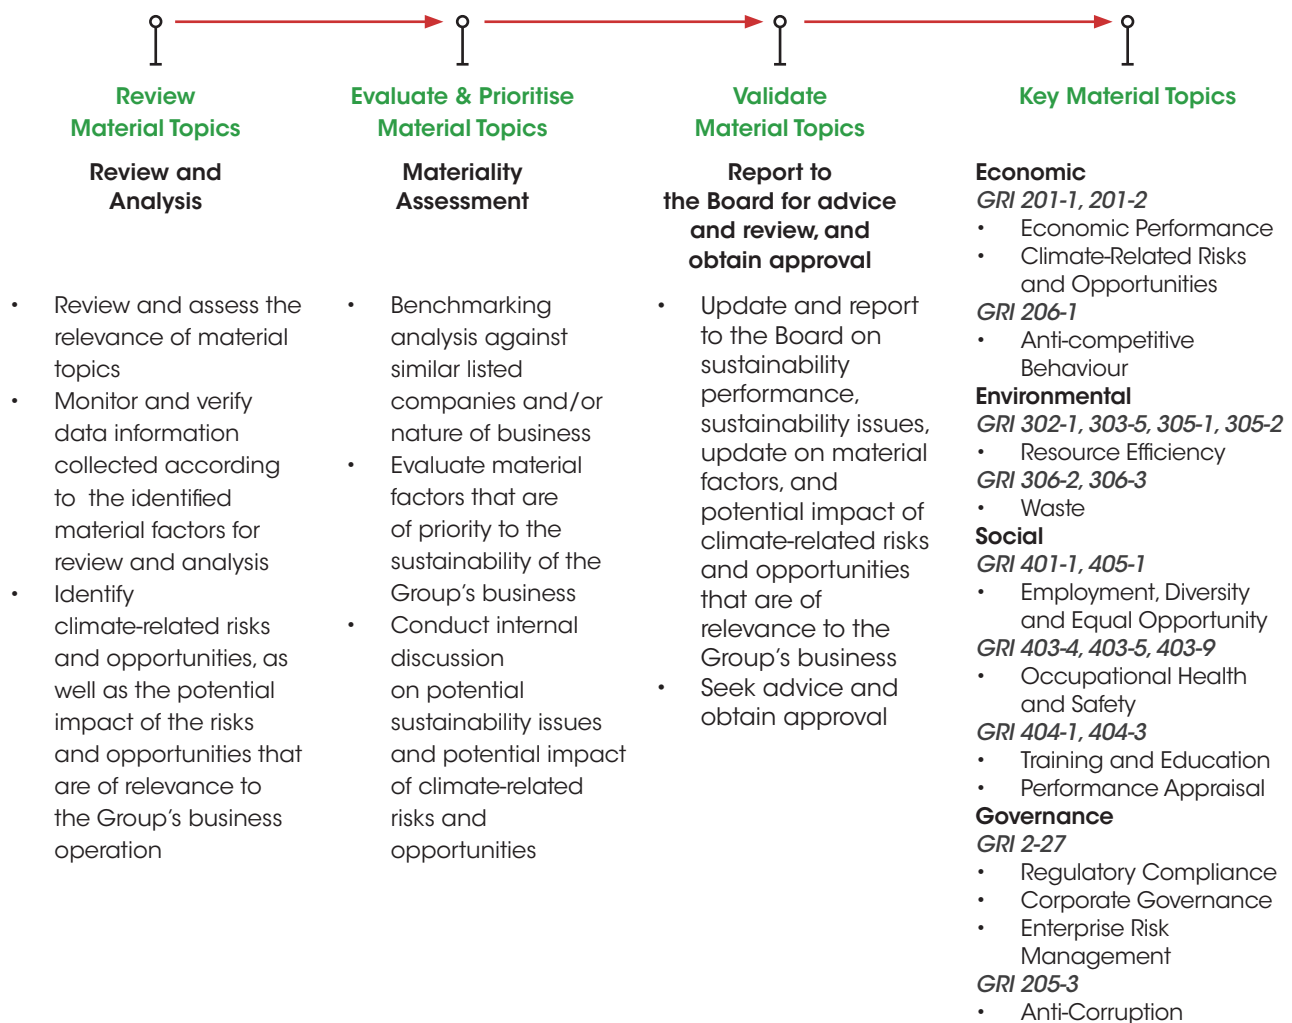 Review
Material Topics
Review and
Analysis
• Review and assess the
relevance of material
topics
• Monitor and verify
data information
collected according
to the identified
material factors for
review and analysis
• Identify
climate-related risks
and opportunities, as
well as the potential
impact of the risks
and opportunities that
are of relevance to
the Group's business
operation
Evaluate & Prioritise
Material Topics
Materiality
Assessment
• Benchmarking
analysis against
similar listed
companies and/or
nature of business
• Evaluate material
factors that are
of priority to the
sustainability of the
Group's business
• Conduct internal
discussion
on potential
sustainability issues
and potential impact
of climate-related
risks and
opportunities
Validate
Material Topics
Report to
the Board for advice
and review, and
obtain approval
• Update and report
to the Board on
sustainability
performance,
sustainability issues,
update on material
factors, and
potential impact of
climate-related risks
and opportunities
that are of
relevance to the
Group's business
• Seek advice and
obtain approval
Key Material Topics
Economic
GRI 201-1, 201-2
• Economic Performance
• Climate-Related Risks
and Opportunities
GRI 206-1
• Anti-competitive
Behaviour
Environmental
GRI 302-1, 303-5, 305-1, 305-2
• Resource Efficiency
GRI 306-2, 306-3
• Waste
Social
GRI 401-1, 405-1
• Employment, Diversity
and Equal Opportunity
GRI 403-4, 403-5, 403-9
• Occupational Health
and Safety
GRI 404-1, 404-3
• Training and Education
• Performance Appraisal
Governance
GRI 2-27
• Regulatory Compliance
• Corporate Governance
• Enterprise Risk
Management
GRI 205-3
• Anti-Corruption